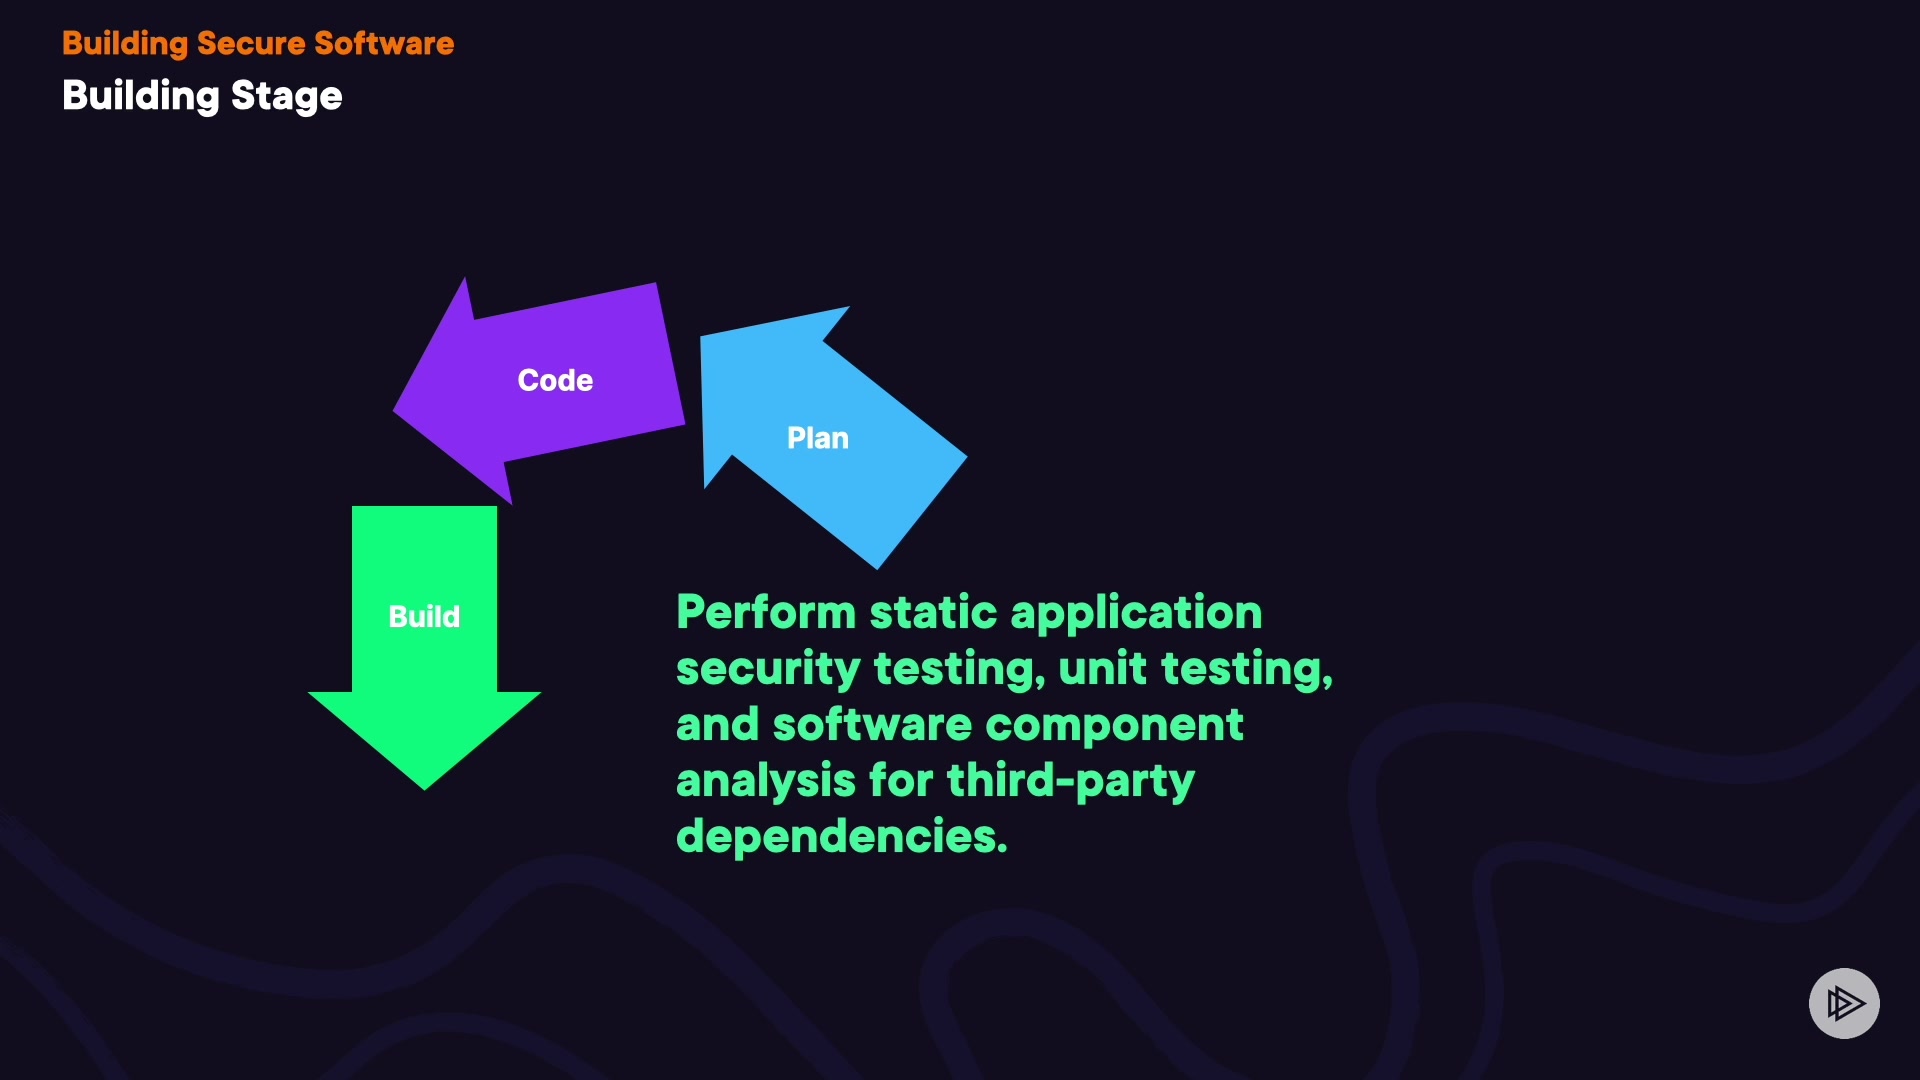 Building Secure Software
Building Stage
Code
Plan
Build
Perform static application
security testing, unit testing,
and software component
analysis for third-party
dependencies.